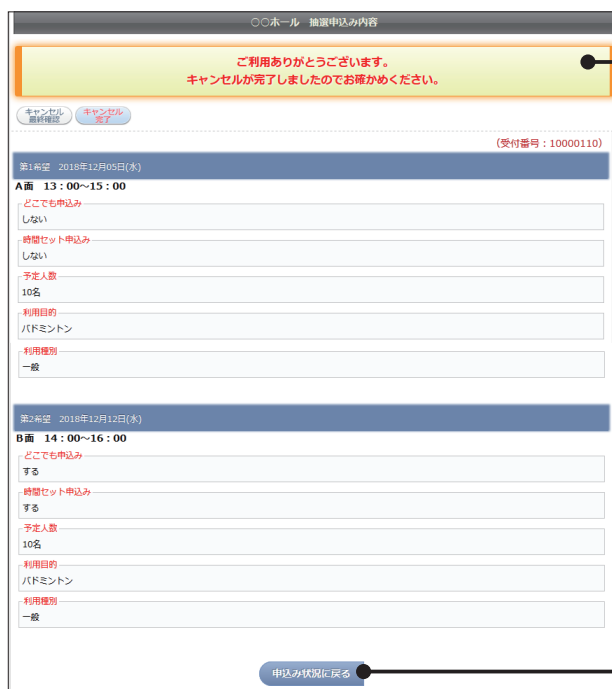 ○○ホール　抽選申込み内容
ご利用ありがとうございます。
キャンセルが完了しましたのでお確かめください。
キャンセル
最終確認
キャンセル
完了
(受付番号：10000110)
第1希望　2018年12月05日(水)
A面　13：00～15：00
どこでも申込み
しない
時間セット申込み
しない
予定人数
10名
利用目的
バドミントン
利用種別
一般
第2希望　2018年12月12日(水)
B面　14：00～16：00
どこでも申込み
する
時間セット申込み
する
予定人数
10名
利用目的
バドミントン
利用種別
一般
申込み状況に戻る